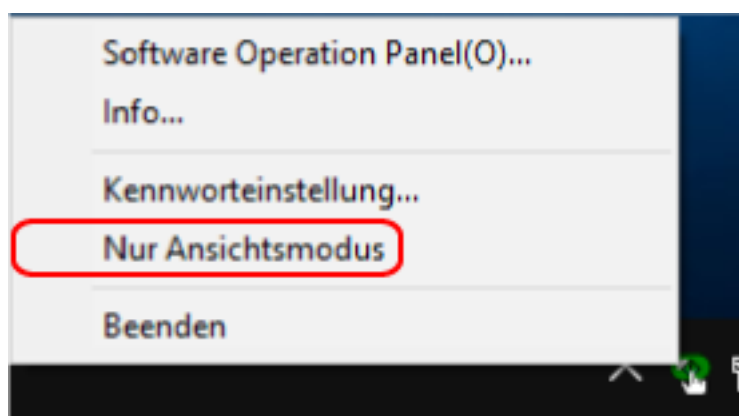 Software Operation Panel(O)...
Info...
Kennworteinstellung...
Nur Ansichtsmodus
Beenden